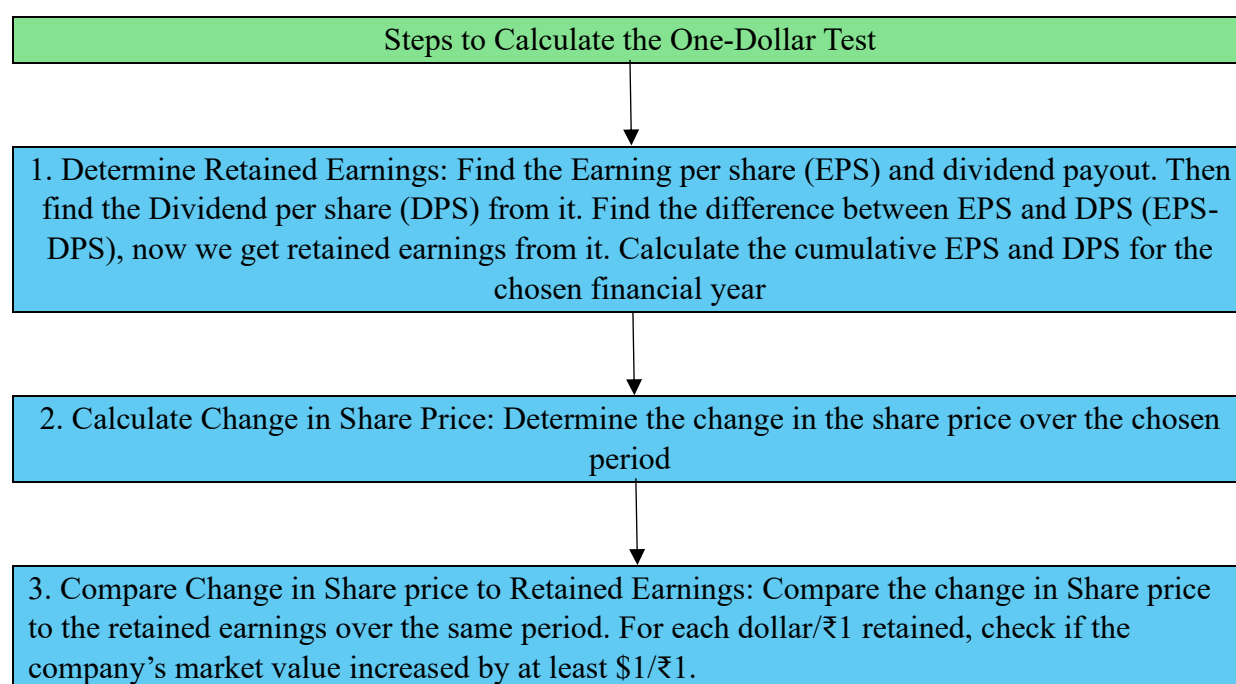 Steps to Calculate the One-Dollar Test
1. Determine Retained Earnings: Find the Earning per share (EPS) and dividend payout. Then
find the Dividend per share (DPS) from it. Find the difference between EPS and DPS (EPS-
DPS), now we get retained earnings from it. Calculate the cumulative EPS and DPS for the
chosen financial year
2. Calculate Change in Share Price: Determine the change in the share price over the chosen
period
3. Compare Change in Share price to Retained Earnings: Compare the change in Share price
to the retained earnings over the same period. For each dollar/₹1 retained, check if the
company’s market value increased by at least $1/₹1.